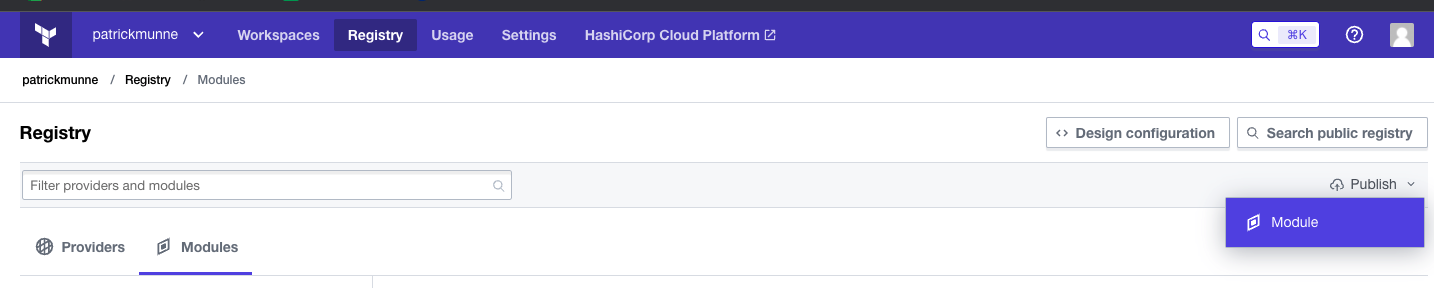 patrickmunne Workspaces Registry Usage Settings HashiCorp Cloud Platform ⌘K
patrickmunne / Registry / Modules
Registry
<> Design configuration Search public registry
Filter providers and modules
Publish
Module
Providers Modules